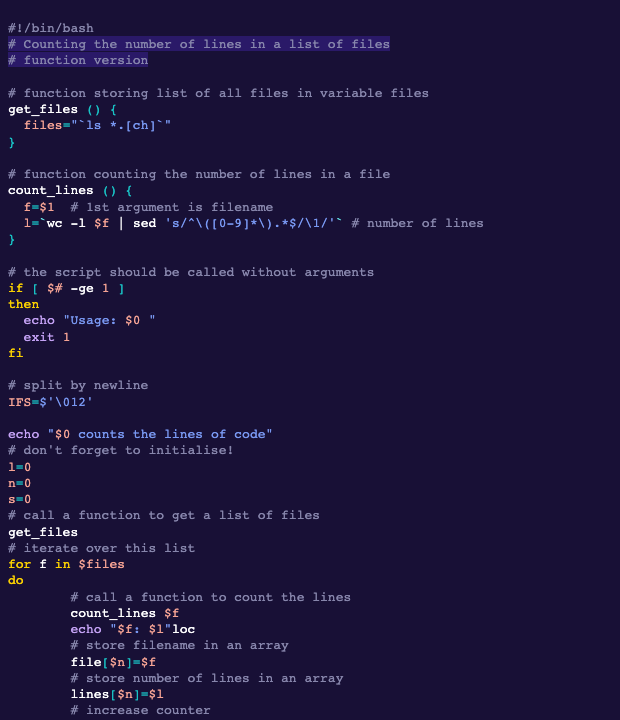 #!/bin/bash
# Counting the number of lines in a list of files
# function version
# function storing list of all files in variable files
get_files () {
  files="`ls *.[ch]`"
}
# function counting the number of lines in a file
count_lines () {
  f=$1  # 1st argument is filename
  l=`wc -l $f | sed 's/^\([0-9]*\).*$/\1/'` # number of lines
}
# the script should be called without arguments
if [ $# -ge 1 ]
then
  echo "Usage: $0 "
  exit 1
fi
# split by newline
IFS=$'\012'
echo "$0 counts the lines of code"
# don't forget to initialise!
l=0
n=0
s=0
# call a function to get a list of files
get_files
# iterate over this list
for f in $files
do
        # call a function to count the lines
        count_lines $f
        echo "$f: $l"loc
        # store filename in an array
        file[$n]=$f
        # store number of lines in an array
        lines[$n]=$l
        # increase counter